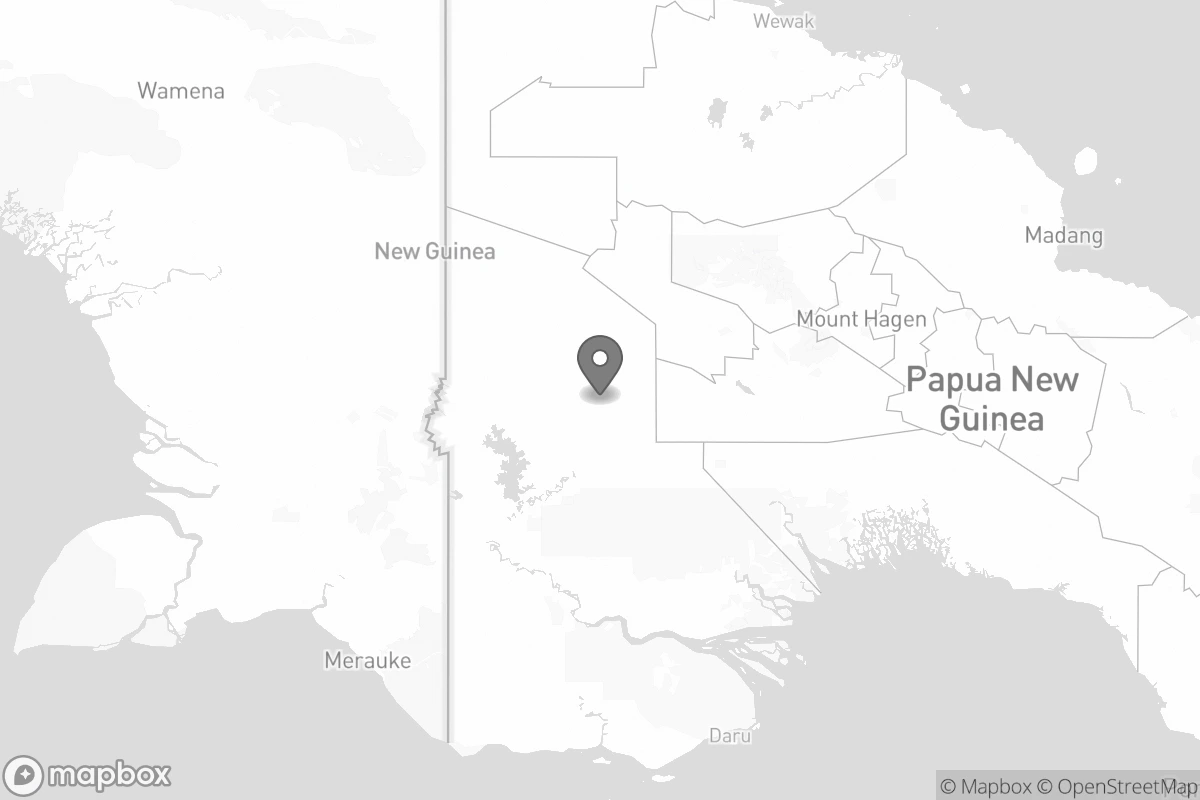 Wewak
Wamena
Madang
New Guinea
Mount Hagen
Papua New
Guinea
Merauke
Daru
mapbox
© Mapbox © OpenStreetMap